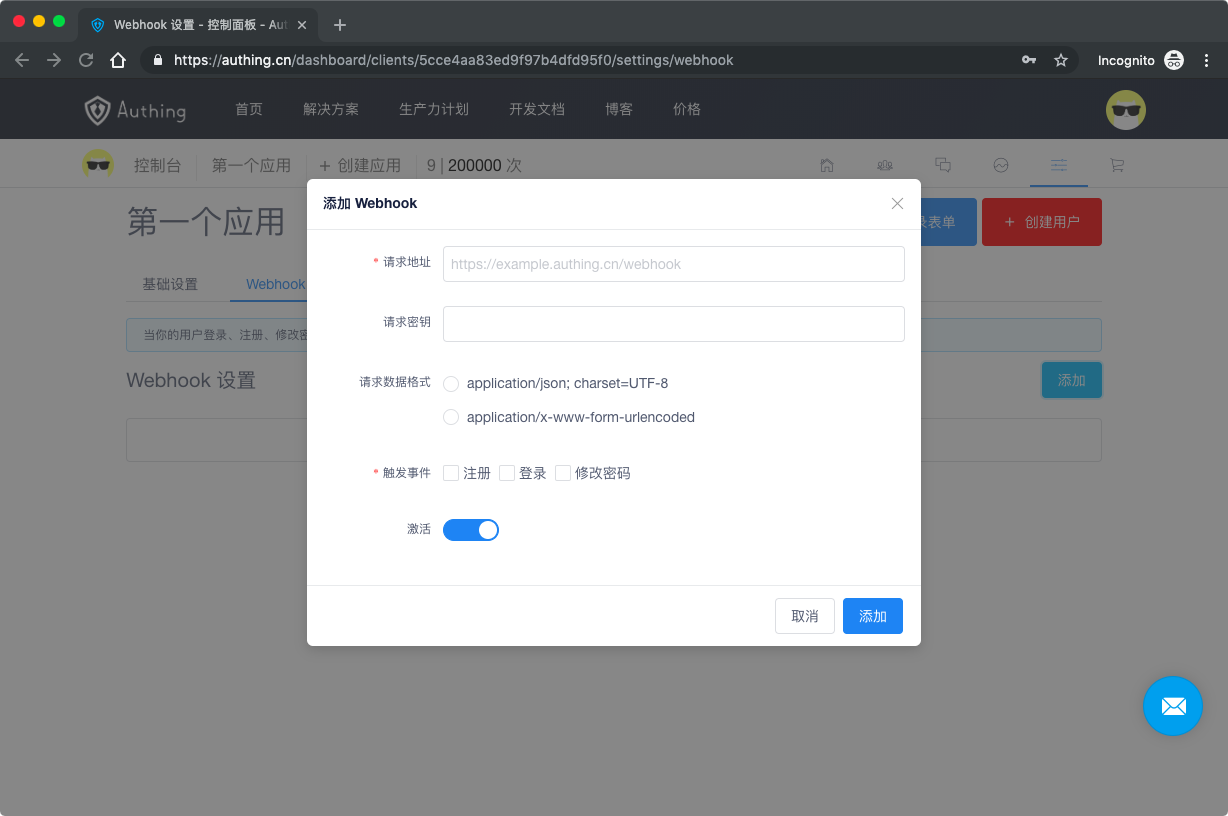 Webhook 设置 - 控制面板 - Aut
https://authing.cn/dashboard/clients/5cce4aa83ed9f97b4dfd95f0/settings/webhook
Incognito
Authing 首页 解决方案 生产力计划 开发文档 博客 价格
控制台 第一个应用 + 创建应用 9 | 200000 次
添加 Webhook
第一个应用
表单
+ 创建用户
* 请求地址 https://example.authing.cn/webhook
基础设置 Webhook
请求密钥
当你的用户登录、注册、修改密
Webhook 设置
添加
请求数据格式 application/json; charset=UTF-8
application/x-www-form-urlencoded
* 触发事件 注册 登录 修改密码
激活
取消 添加